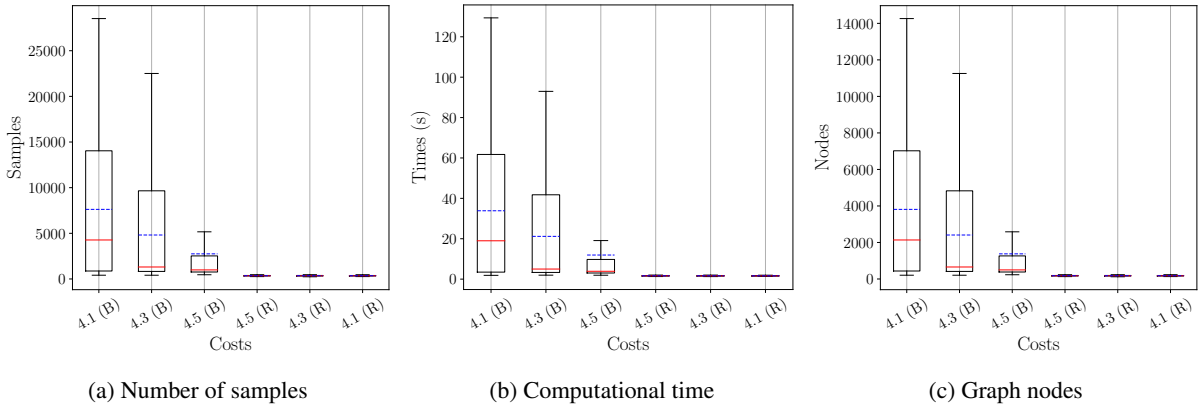 Samples
25000
20000
15000
10000
5000
0
4.1 (B)
4.3 (B)
4.5 (B)
4.5 (R)
4.3 (R)
4.1 (R)
Costs
(a) Number of samples
Times (s)
120
100
80
60
40
20
0
4.1 (B)
4.3 (B)
4.5 (B)
4.5 (R)
4.3 (R)
4.1 (R)
Costs
(b) Computational time
Nodes
14000
12000
10000
8000
6000
4000
2000
0
4.1 (B)
4.3 (B)
4.5 (B)
4.5 (R)
4.3 (R)
4.1 (R)
Costs
(c) Graph nodes